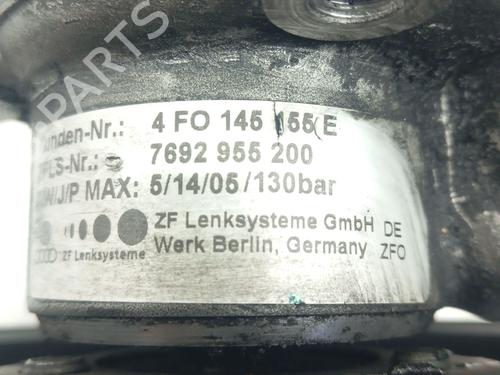 PARTS
unden-Nr.: 4 FO 145 155 E
LS-Nr.: 7692 955 200
/J/P MAX: 5/14/05/130bar
ZF Lenksysteme GmbH DE
ZF Lenksysteme Werk Berlin, Germany ZFO